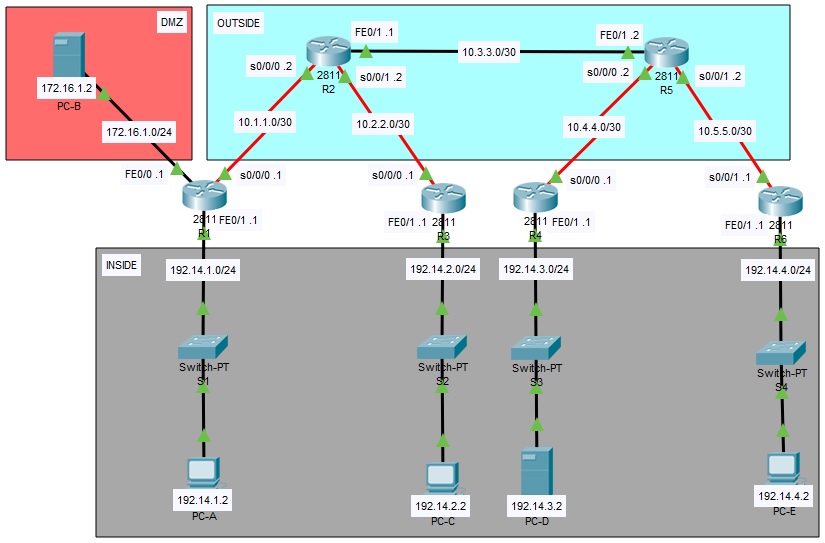 DMZ
OUTSIDE
172.16.1.2
PC-B
172.16.1.0/24
FE0/0 .1
FE0/1 .1
10.3.3.0/30
FE0/1 .2
s0/0/0 .2
2811
R2
s0/0/1 .2
s0/0/0 .2
2811
R5
s0/0/1 .2
10.1.1.0/30
10.2.2.0/30
10.4.4.0/30
10.5.5.0/30
s0/0/0 .1
s0/0/0 .1
s0/0/0 .1
s0/0/1 .1
2811
R1
FE0/1 .1
FE0/1 .1
2811
R3
2811
R4
FE0/1 .1
FE0/1 .1
2811
R6
INSIDE
192.14.1.0/24
192.14.2.0/24
192.14.3.0/24
192.14.4.0/24
Switch-PT
S1
Switch-PT
S2
Switch-PT
S3
Switch-PT
S4
192.14.1.2
PC-A
192.14.2.2
PC-C
192.14.3.2
PC-D
192.14.4.2
PC-E